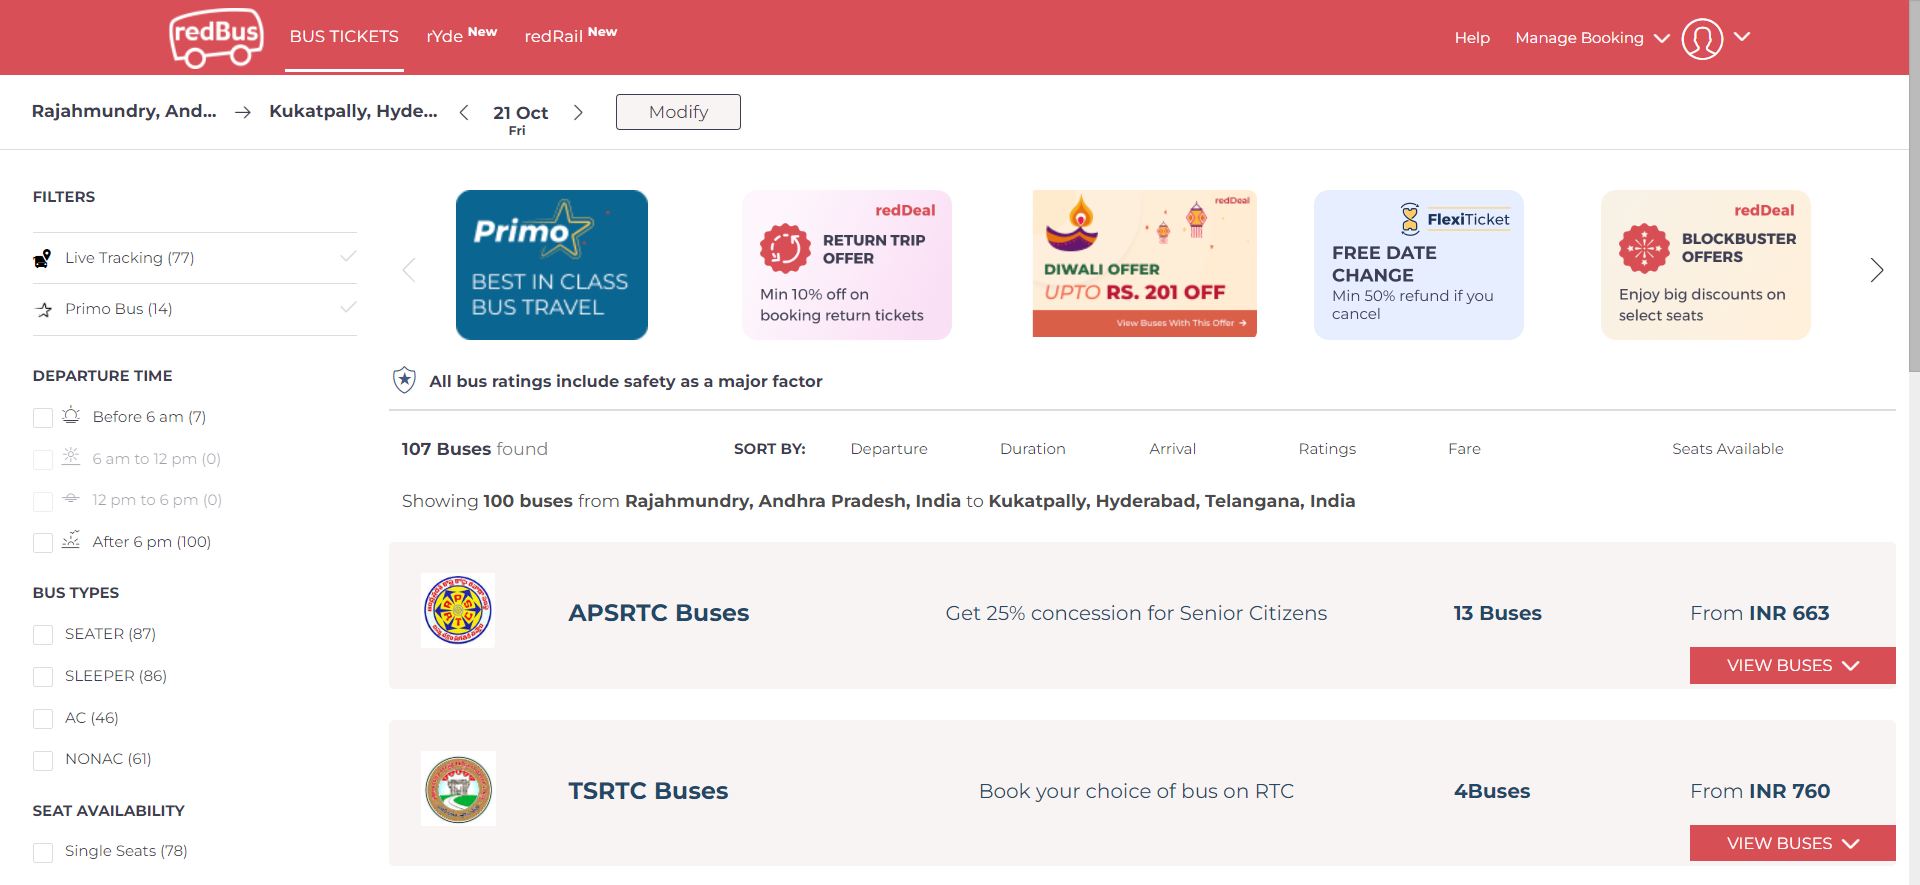 redBus
BUS TICKETS
rYde New
redRail New
Help
Manage Booking
Rajahmundry, And...
Kukatpally, Hyde...
21 Oct
Fri
Modify
FILTERS
Live Tracking (77)
Primo Bus (14)
DEPARTURE TIME
Before 6 am (7)
6 am to 12 pm (0)
12 pm to 6 pm (0)
After 6 pm (100)
BUS TYPES
SEATER (87)
SLEEPER (86)
AC (46)
NONAC (61)
SEAT AVAILABILITY
Single Seats (78)
Primo
BEST IN CLASS
BUS TRAVEL
redDeal
RETURN TRIP
OFFER
Min 10% off on
booking return tickets
redDeal
DIWALI OFFER
UPTO RS. 201 OFF
View Buses With This Offer
FlexiTicket
FREE DATE
CHANGE
Min 50% refund if you
cancel
redDeal
BLOCKBUSTER
OFFERS
Enjoy big discounts on
select seats
All bus ratings include safety as a major factor
107 Buses found
SORT BY:
Departure
Duration
Arrival
Ratings
Fare
Seats Available
Showing 100 buses from Rajahmundry, Andhra Pradesh, India to Kukatpally, Hyderabad, Telangana, India
APSRTC Buses
Get 25% concession for Senior Citizens
13 Buses
From INR 663
VIEW BUSES
TSRTC Buses
Book your choice of bus on RTC
4Buses
From INR 760
VIEW BUSES